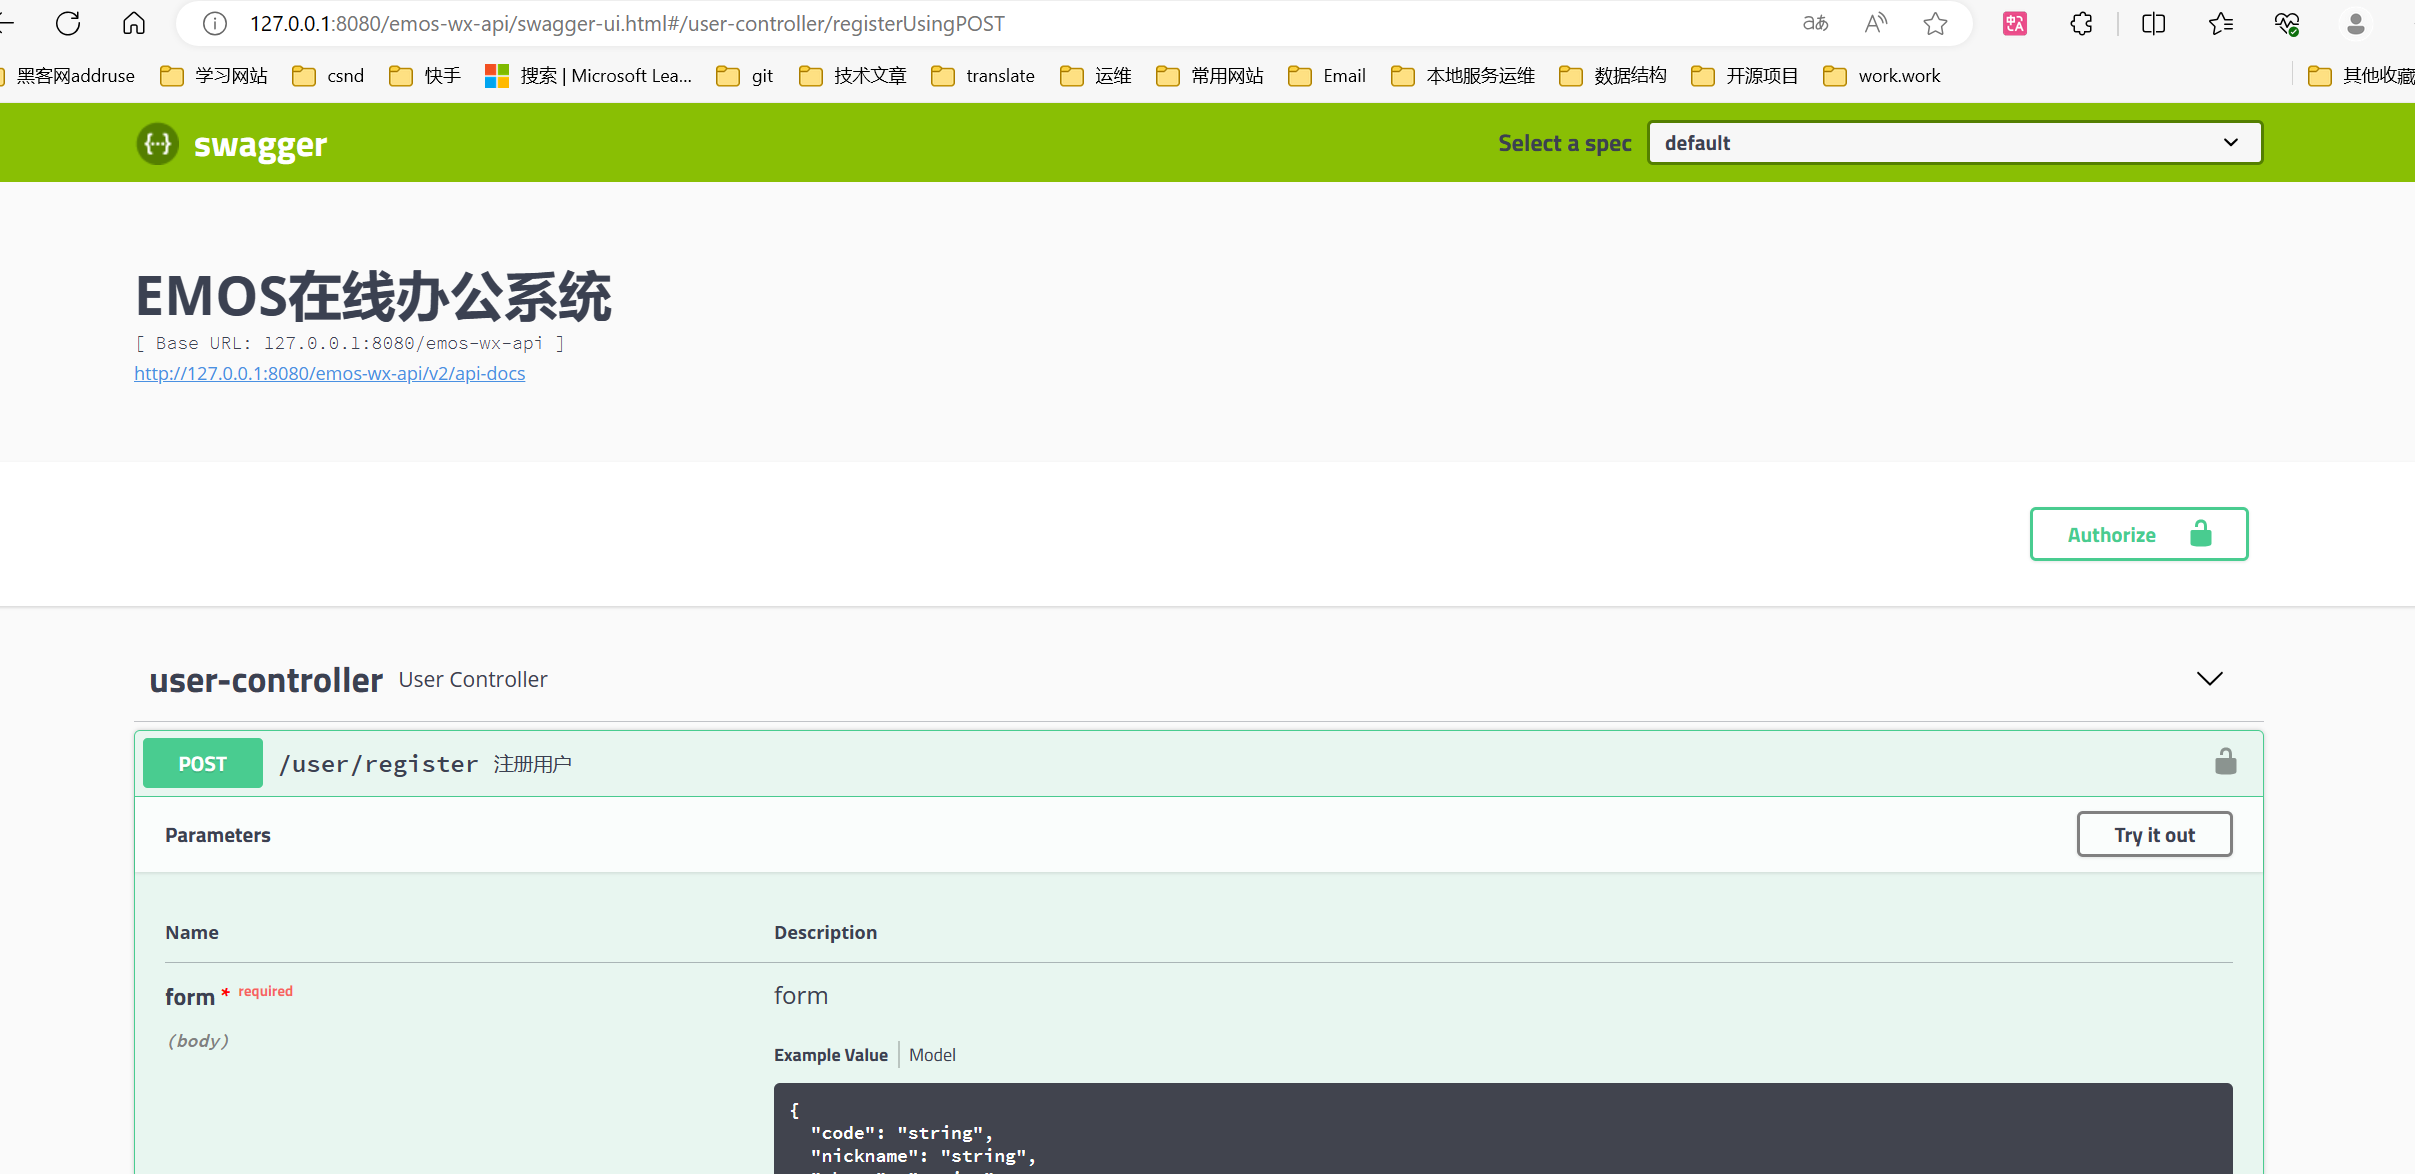 127.0.0.1:8080/emos-wx-api/swagger-ui.html#/user-controller/registerUsingPOST
黑客网addruse 学习网站 csnd 快手 搜索 | Microsoft Lea... git 技术文章 translate 运维 常用网站 Email 本地服务运维 数据结构 开源项目 work.work 其他收藏
swagger Select a spec default
EMOS在线办公系统
[ Base URL: 127.0.0.1:8080/emos-wx-api ]
http://127.0.0.1:8080/emos-wx-api/v2/api-docs
Authorize
user-controller User Controller
POST /user/register 注册用户
Parameters Try it out
Name Description
form * required form
(body)
Example Value Model
{
"code": "string",
"nickname": "string",